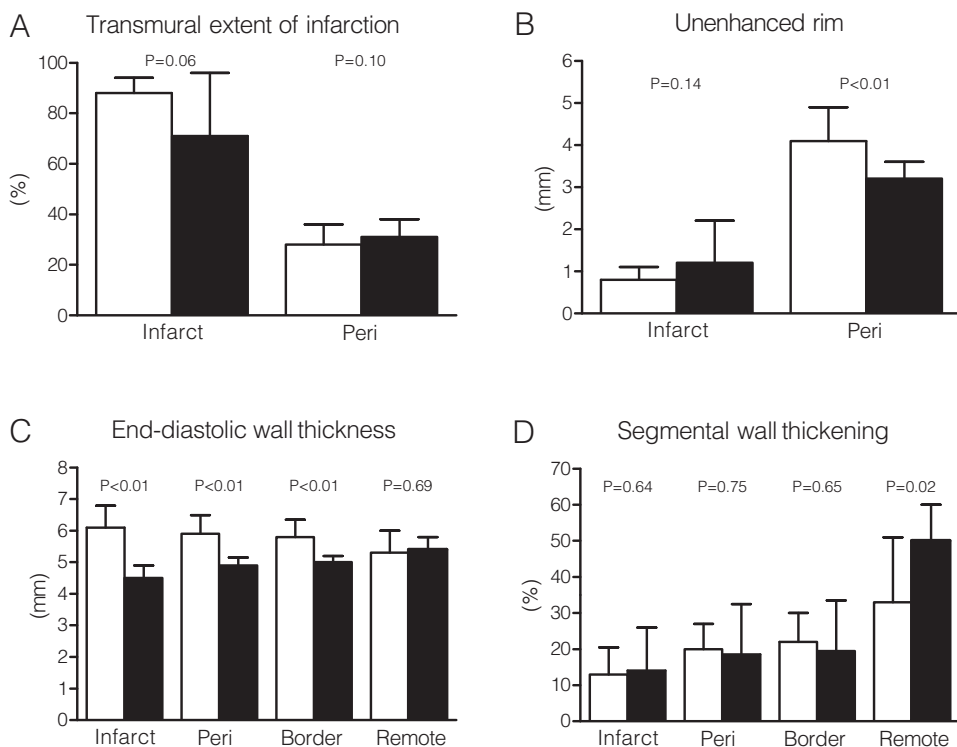 A
Transmural extent of infarction
P=0.06
P=0.10
100
80
60
40
20
0
(%)
Infarct
Peri
B
Unenhanced rim
P=0.14
P<0.01
6
5
4
3
2
1
0
(mm)
Infarct
Peri
C
End-diastolic wall thickness
P<0.01
P<0.01
P<0.01
P=0.69
8
7
6
5
4
3
2
1
0
(mm)
Infarct
Peri
Border
Remote
D
Segmental wall thickening
P=0.64
P=0.75
P=0.65
P=0.02
70
60
50
40
30
20
10
0
(%)
Infarct
Peri
Border
Remote